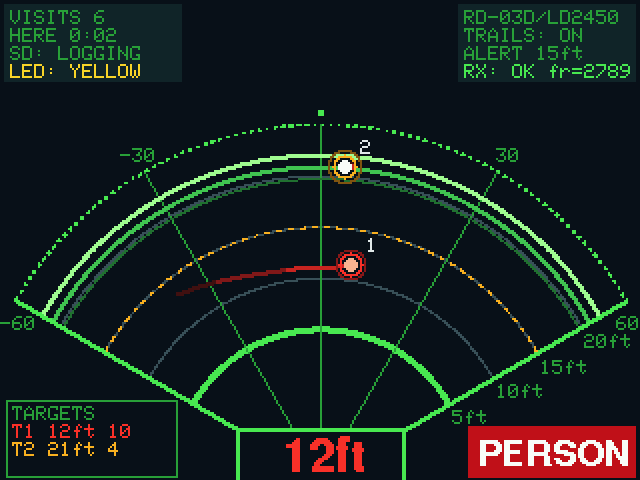 VISITS 6
HERE 0:02
SD: LOGGING
LED: YELLOW
RD-03D/LD2450
TRAILS: ON
ALERT 15ft
RX: OK fr=2789
-30
2
30
1
-60
60
20ft
15ft
10ft
5ft
TARGETS
T1 12ft 10
T2 21ft 4
12ft
PERSON